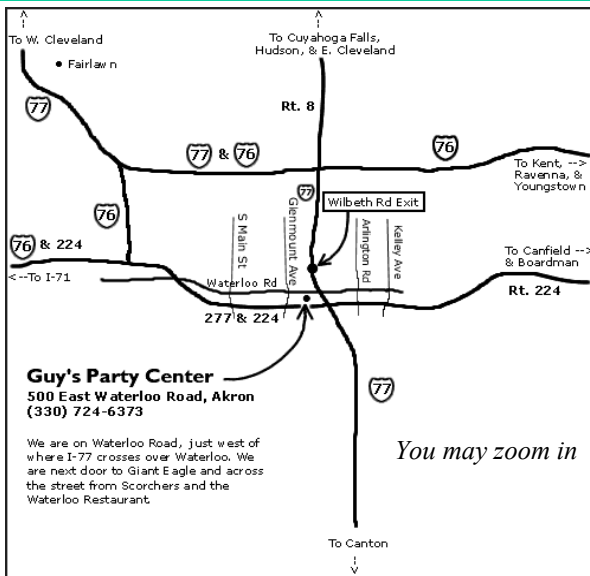 To W. Cleveland
To Cuyahoga Falls,
Hudson, & E. Cleveland
Fairlawn
77
Rt. 8
77 & 76
76
To Kent, -->
Ravenna, &
Youngstown
77
Wilbeth Rd Exit
76
S Main St
Glenmount Ave
Arlington Rd
Kelley Ave
76 & 224
<--To I-71
Waterloo Rd
To Canfield -->
& Boardman
Rt. 224
277 & 224
Guy's Party Center
500 East Waterloo Road, Akron
(330) 724-6373
77
We are on Waterloo Road, just west of
where I-77 crosses over Waterloo. We
are next door to Giant Eagle and across
the street from Scorchers and the
Waterloo Restaurant.
You may zoom in
To Canton